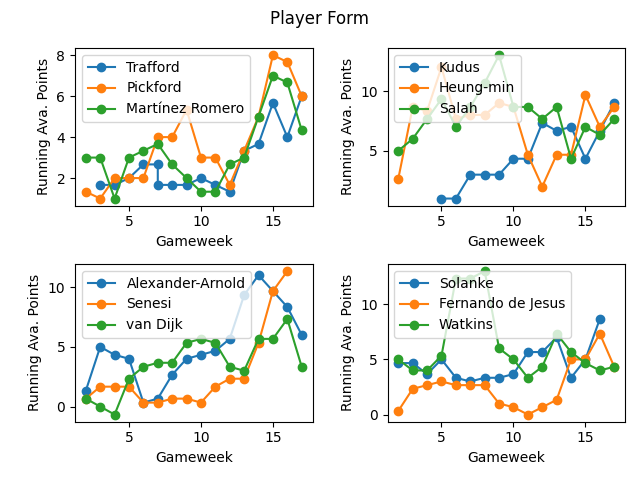 Player Form
8
6
4
2
Running Ava. Points
Trafford
Pickford
Martínez Romero
5
10
15
Gameweek
10
5
Running Ava. Points
Kudus
Heung-min
Salah
5
10
15
Gameweek
10
5
0
Running Ava. Points
Alexander-Arnold
Senesi
van Dijk
5
10
15
Gameweek
10
5
0
Running Ava. Points
Solanke
Fernando de Jesus
Watkins
5
10
15
Gameweek